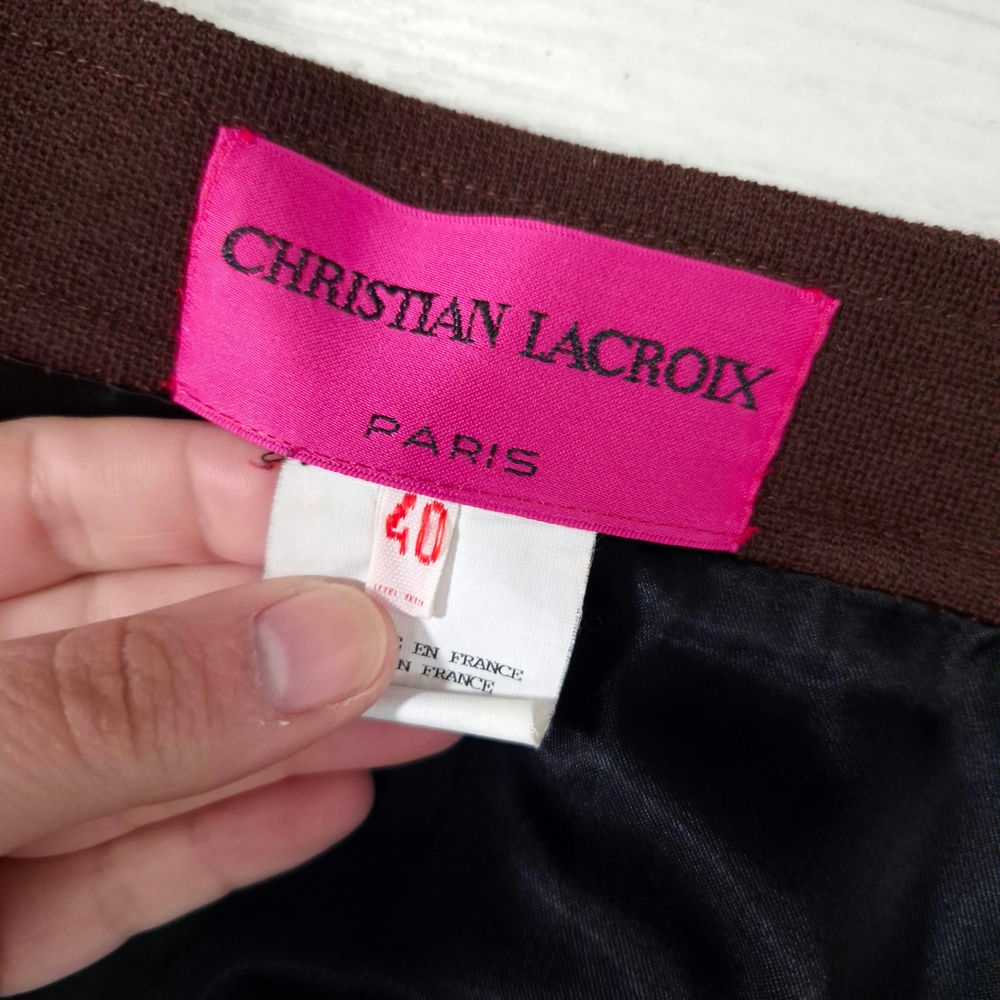 CHRISTIAN LACROIX
PARIS
40
EN FRANCE
FRANCE